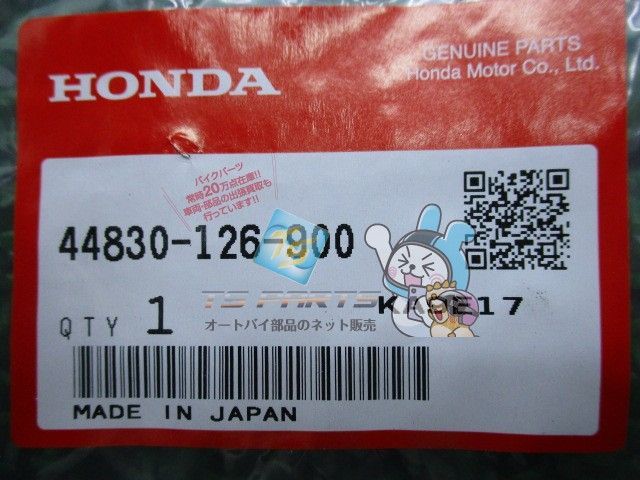 HONDA
GENUINE PARTS
Honda Motor Co., Ltd.
バイクパーツ
常時20万点在庫!!
車両・部品の出張買取も
行っています!!
44830-126-900
TS PARTS
QTY 1
オートバイ部品のネット販売
MADE IN JAPAN